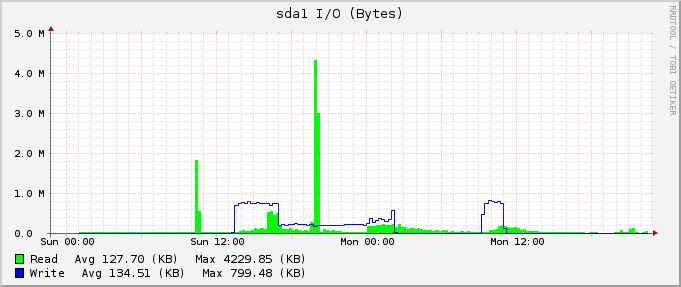 sda1 I/O (Bytes)
RRDTOOL / TOBI OETIKER
5.0 M
4.0 M
3.0 M
2.0 M
1.0 M
0.0
Sun 00:00 Sun 12:00 Mon 00:00 Mon 12:00
Read Avg 127.70 (KB) Max 4229.85 (KB)
Write Avg 134.51 (KB) Max 799.48 (KB)